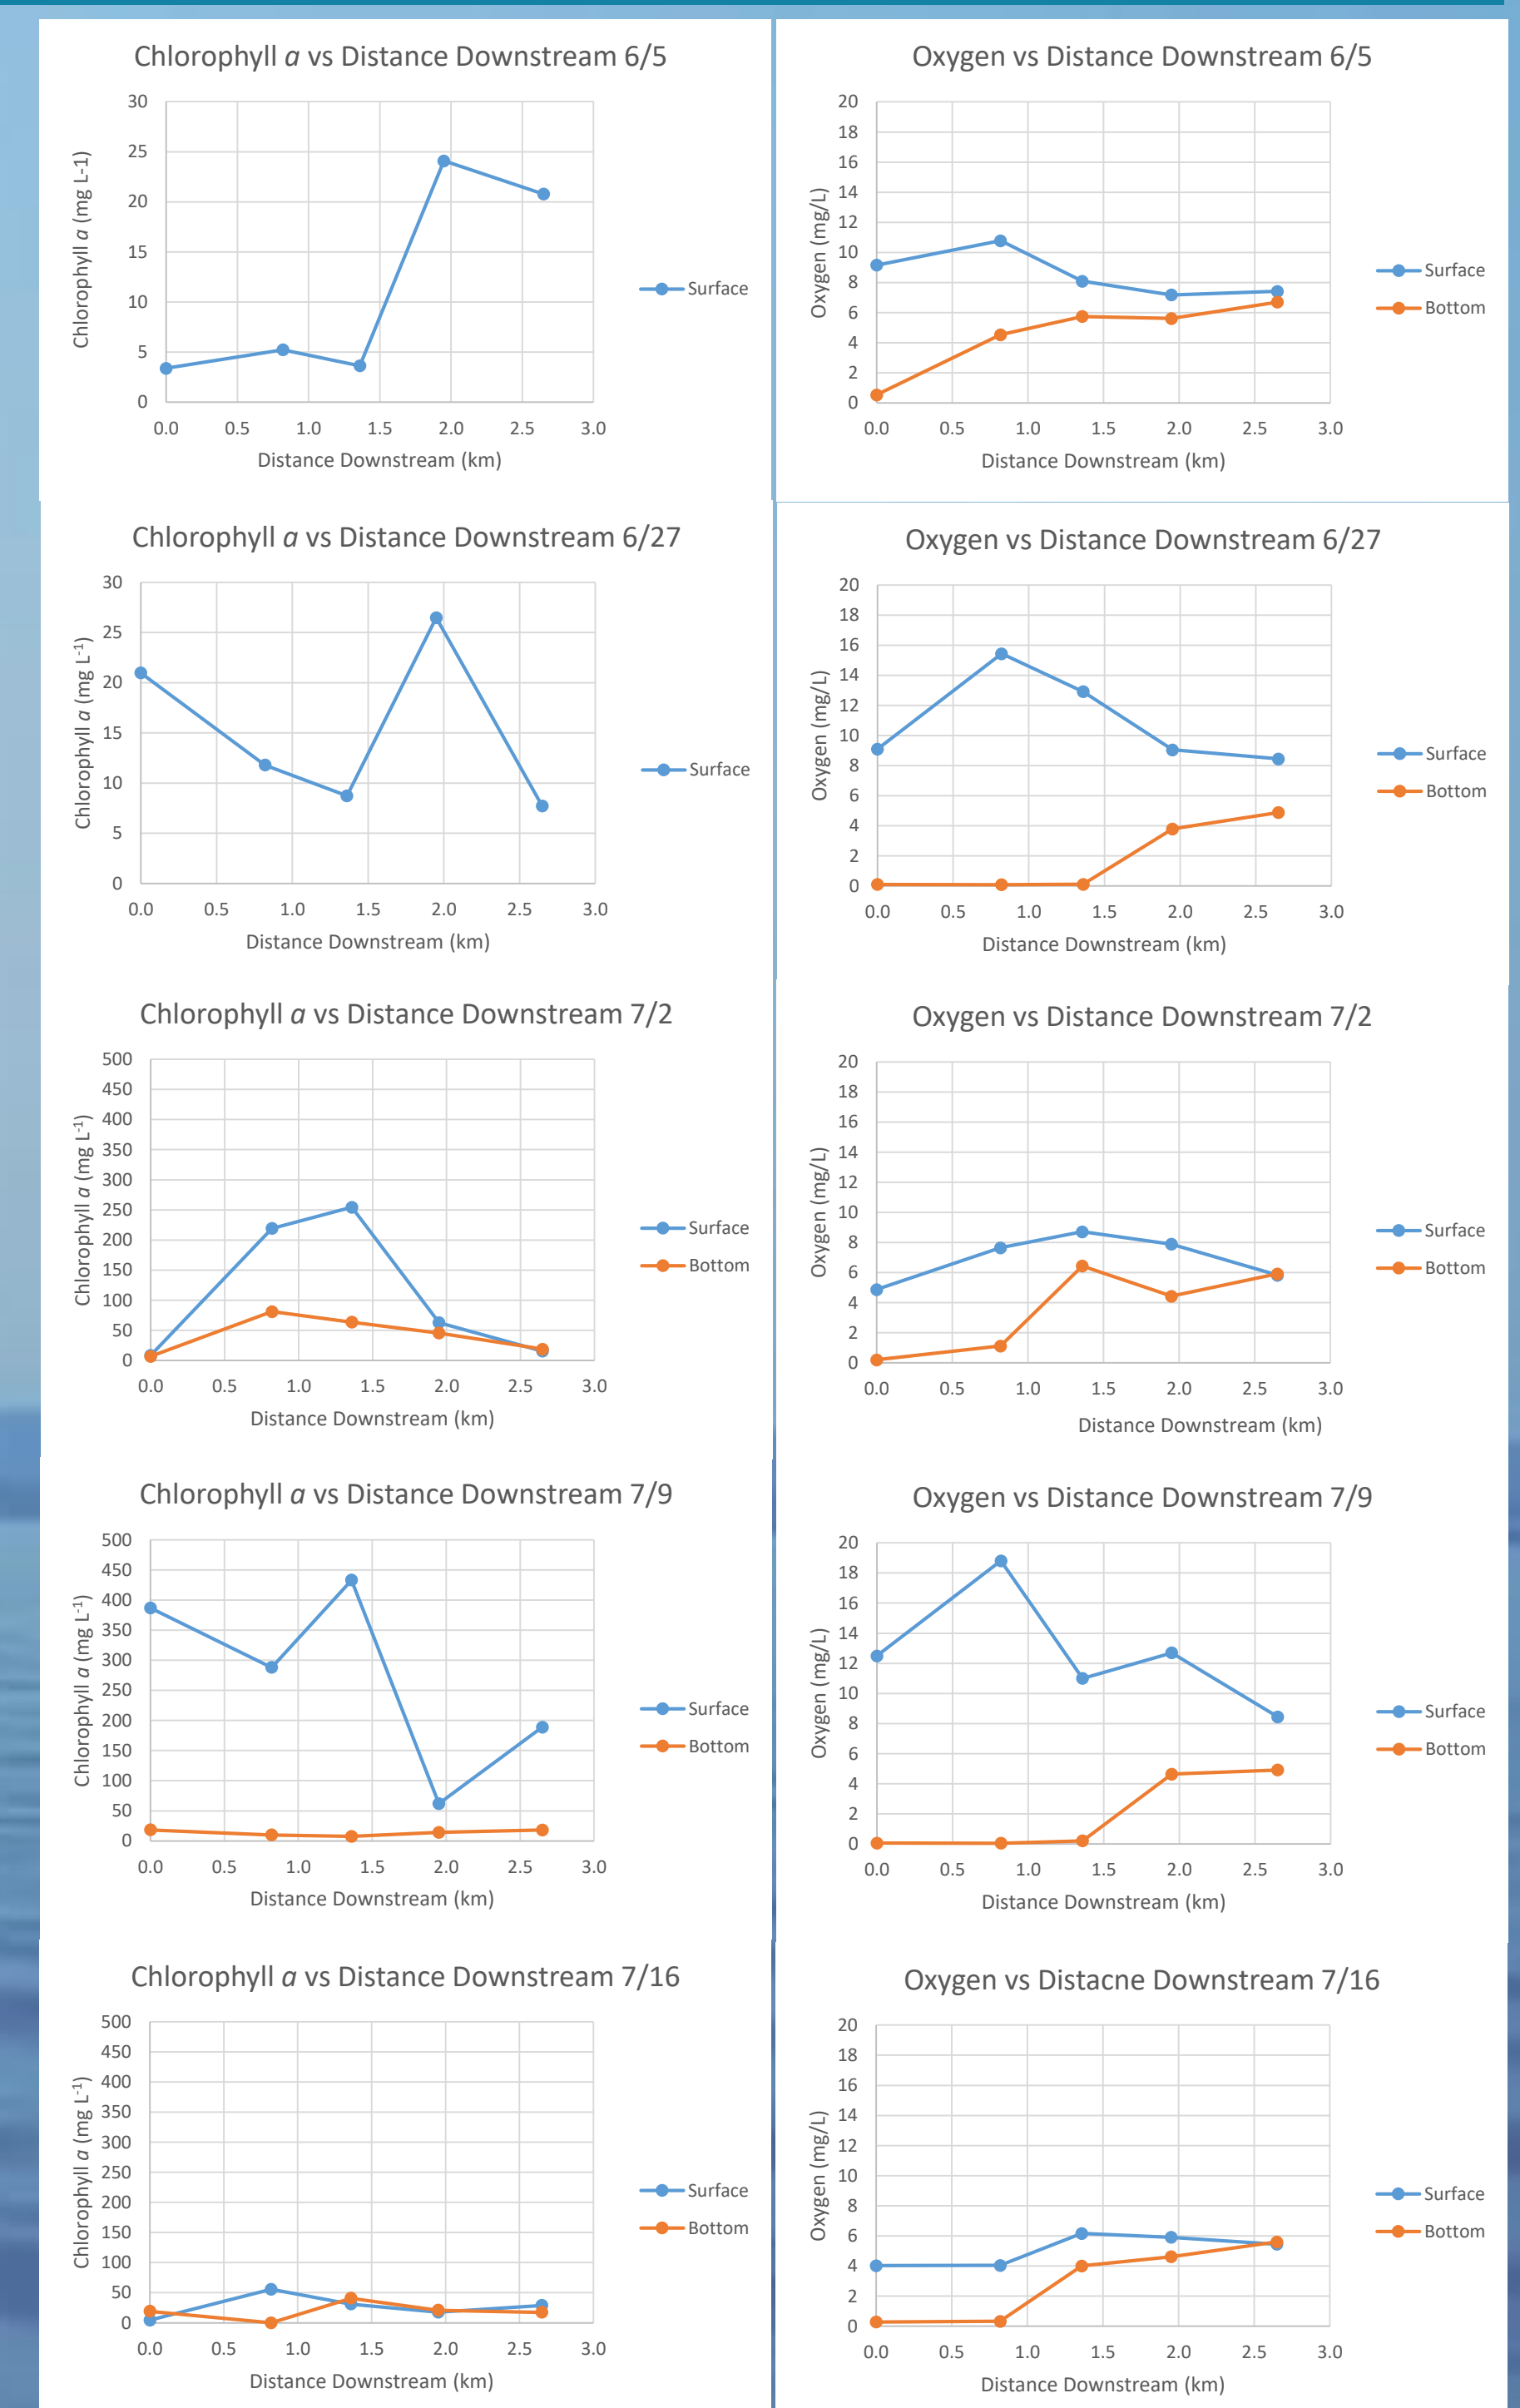 Chlorophyll a vs Distance Downstream 6/5
30
25
20
15
10
5
0
Chlorophyll a (mg L-1)
0.0 0.5 1.0 1.5 2.0 2.5 3.0
Distance Downstream (km)
Surface
Oxygen vs Distance Downstream 6/5
20
18
16
14
12
10
8
6
4
2
0
Oxygen (mg/L)
0.0 0.5 1.0 1.5 2.0 2.5 3.0
Distance Downstream (km)
Surface
Bottom
Chlorophyll a vs Distance Downstream 6/27
30
25
20
15
10
5
0
Chlorophyll a (mg L-1)
0.0 0.5 1.0 1.5 2.0 2.5 3.0
Distance Downstream (km)
Surface
Oxygen vs Distance Downstream 6/27
20
18
16
14
12
10
8
6
4
2
0
Oxygen (mg/L)
0.0 0.5 1.0 1.5 2.0 2.5 3.0
Distance Downstream (km)
Surface
Bottom
Chlorophyll a vs Distance Downstream 7/2
500
450
400
350
300
250
200
150
100
50
0
Chlorophyll a (mg L-1)
0.0 0.5 1.0 1.5 2.0 2.5 3.0
Distance Downstream (km)
Surface
Bottom
Oxygen vs Distance Downstream 7/2
20
18
16
14
12
10
8
6
4
2
0
Oxygen (mg/L)
0.0 0.5 1.0 1.5 2.0 2.5 3.0
Distance Downstream (km)
Surface
Bottom
Chlorophyll a vs Distance Downstream 7/9
500
450
400
350
300
250
200
150
100
50
0
Chlorophyll a (mg L-1)
0.0 0.5 1.0 1.5 2.0 2.5 3.0
Distance Downstream (km)
Surface
Bottom
Oxygen vs Distance Downstream 7/9
20
18
16
14
12
10
8
6
4
2
0
Oxygen (mg/L)
0.0 0.5 1.0 1.5 2.0 2.5 3.0
Distance Downstream (km)
Surface
Bottom
Chlorophyll a vs Distance Downstream 7/16
500
450
400
350
300
250
200
150
100
50
0
Chlorophyll a (mg L-1)
0.0 0.5 1.0 1.5 2.0 2.5 3.0
Distance Downstream (km)
Surface
Bottom
Oxygen vs Distacne Downstream 7/16
20
18
16
14
12
10
8
6
4
2
0
Oxygen (mg/L)
0.0 0.5 1.0 1.5 2.0 2.5 3.0
Distance Downstream (km)
Surface
Bottom